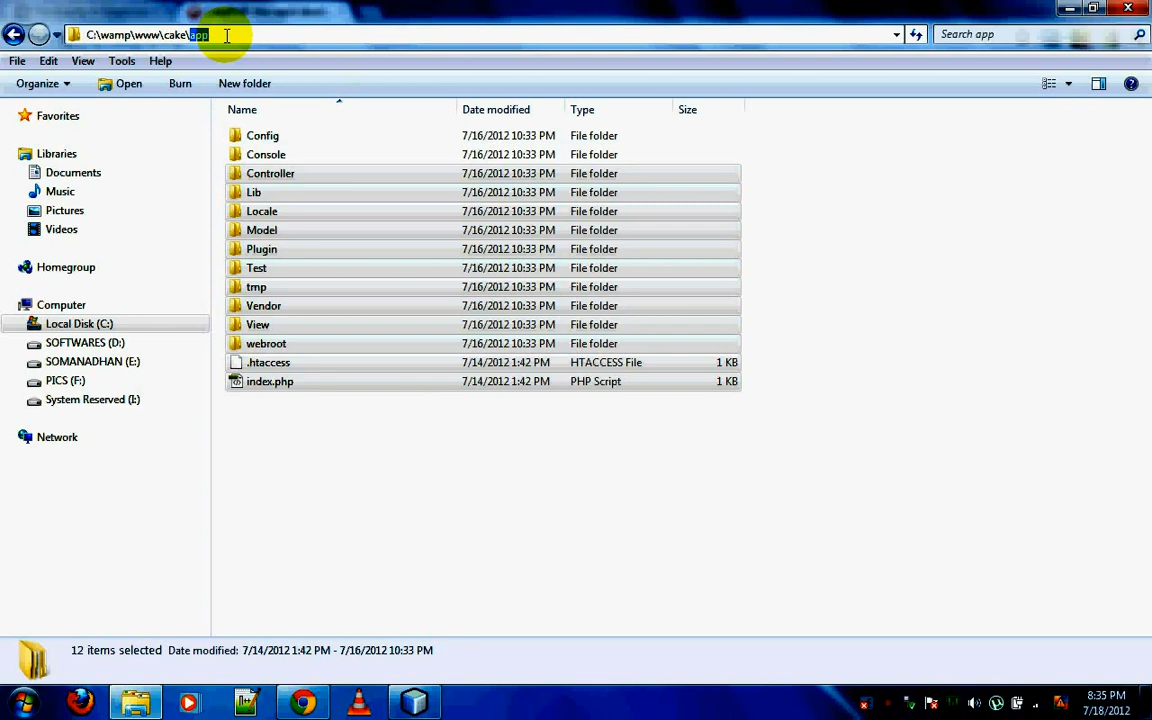 C:\wamp\www\cake\app
Search app
File Edit View Tools Help
Organize Open Burn New folder
Name Date modified Type Size
Favorites
Libraries
Documents
Music
Pictures
Videos
Homegroup
Computer
Local Disk (C:)
SOFTWARES (D:)
SOMANADHAN (E:)
PICS (F:)
System Reserved (I:)
Network
Config 7/16/2012 10:33 PM File folder
Console 7/16/2012 10:33 PM File folder
Controller 7/16/2012 10:33 PM File folder
Lib 7/16/2012 10:33 PM File folder
Locale 7/16/2012 10:33 PM File folder
Model 7/16/2012 10:33 PM File folder
Plugin 7/16/2012 10:33 PM File folder
Test 7/16/2012 10:33 PM File folder
tmp 7/16/2012 10:33 PM File folder
Vendor 7/16/2012 10:33 PM File folder
View 7/16/2012 10:33 PM File folder
webroot 7/16/2012 10:33 PM File folder
.htaccess 7/14/2012 1:42 PM HTACCESS File 1 KB
index.php 7/14/2012 1:42 PM PHP Script 1 KB
12 items selected Date modified: 7/14/2012 1:42 PM - 7/16/2012 10:33 PM
8:35 PM
7/18/2012